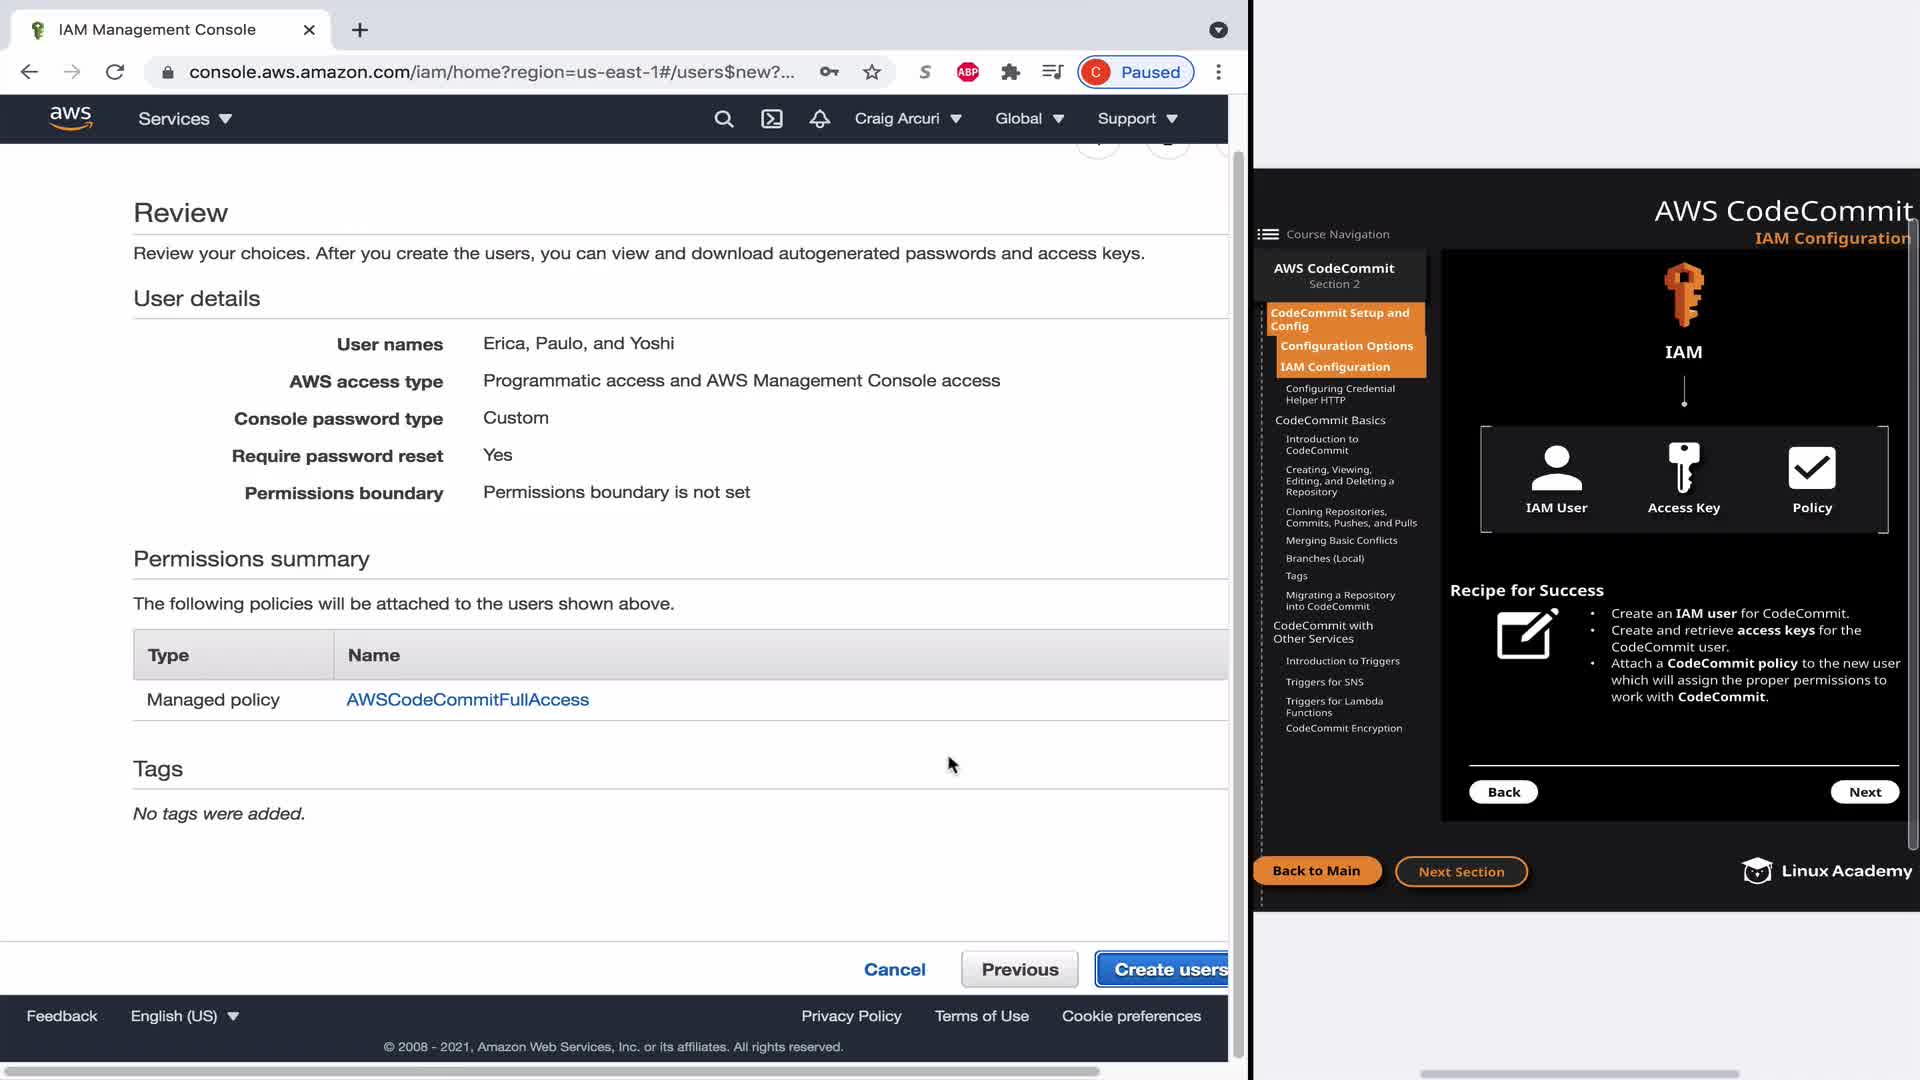 IAM Management Console
console.aws.amazon.com/iam/home?region=us-east-1#/users$new?...
S
ABP
C Paused
aws
Services
Craig Arcuri
Global
Support
Review
Review your choices. After you create the users, you can view and download autogenerated passwords and access keys.
User details
User names Erica, Paulo, and Yoshi
AWS access type Programmatic access and AWS Management Console access
Console password type Custom
Require password reset Yes
Permissions boundary Permissions boundary is not set
Permissions summary
The following policies will be attached to the users shown above.
Type Name
Managed policy AWSCodeCommitFullAccess
Tags
No tags were added.
Cancel
Previous
Create users
Feedback
English (US)
Privacy Policy
Terms of Use
Cookie preferences
© 2008 - 2021, Amazon Web Services, Inc. or its affiliates. All rights reserved.
AWS CodeCommit
IAM Configuration
Course Navigation
AWS CodeCommit
Section 2
CodeCommit Setup and
Config
Configuration Options
IAM Configuration
Configuring Credential
Helper HTTP
CodeCommit Basics
Introduction to
CodeCommit
Creating, Viewing,
Editing, and Deleting a
Repository
Cloning Repositories,
Commits, Pushes, and Pulls
Merging Basic Conflicts
Branches (Local)
Tags
Migrating a Repository
into CodeCommit
CodeCommit with
Other Services
Introduction to Triggers
Triggers for SNS
Triggers for Lambda
Functions
CodeCommit Encryption
IAM
IAM User
Access Key
Policy
Recipe for Success
• Create an IAM user for CodeCommit.
• Create and retrieve access keys for the
CodeCommit user.
• Attach a CodeCommit policy to the new user
which will assign the proper permissions to
work with CodeCommit.
Back
Next
Back to Main
Next Section
Linux Academy